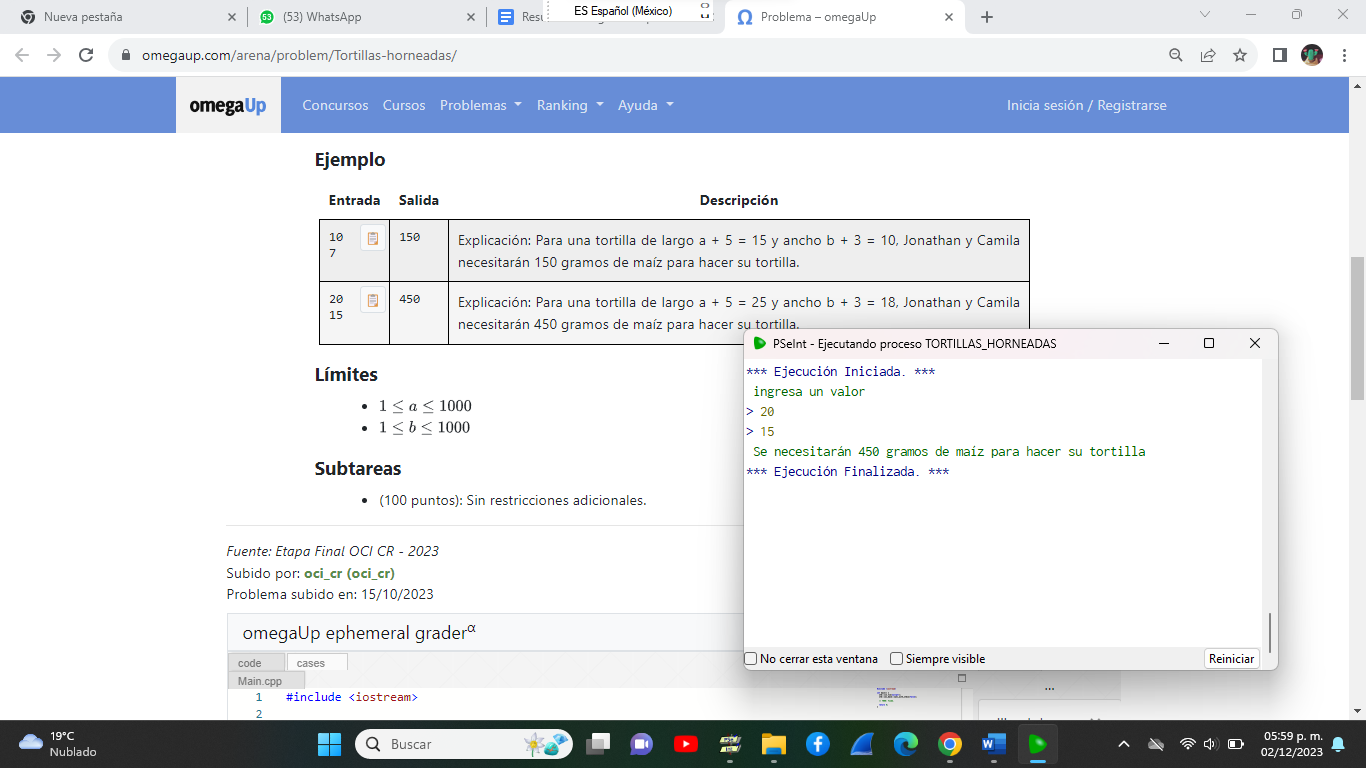 Nueva pestaña
(53) WhatsApp
ES Español (México)
Problema – omegaUp
omegaup.com/arena/problem/Tortillas-horneadas/
omegaUp
Concursos
Cursos
Problemas
Ranking
Ayuda
Inicia sesión / Registrarse
Ejemplo
Entrada Salida Descripción
10
7
150
Explicación: Para una tortilla de largo a + 5 = 15 y ancho b + 3 = 10, Jonathan y Camila
necesitarán 150 gramos de maíz para hacer su tortilla.
20
15
450
Explicación: Para una tortilla de largo a + 5 = 25 y ancho b + 3 = 18, Jonathan y Camila
necesitarán 450 gramos de maíz para hacer su tortilla.
Límites
1 ≤ a ≤ 1000
1 ≤ b ≤ 1000
Subtareas
(100 puntos): Sin restricciones adicionales.
Fuente: Etapa Final OCI CR - 2023
Subido por: oci_cr (oci_cr)
Problema subido en: 15/10/2023
omegaUp ephemeral graderα
code
cases
Main.cpp
1 #include <iostream>
2
PSeInt - Ejecutando proceso TORTILLAS_HORNEADAS
*** Ejecución Iniciada. ***
ingresa un valor
> 20
> 15
Se necesitarán 450 gramos de maíz para hacer su tortilla
*** Ejecución Finalizada. ***
No cerrar esta ventana
Siempre visible
Reiniciar
19°C
Nublado
Buscar
05:59 p. m.
02/12/2023